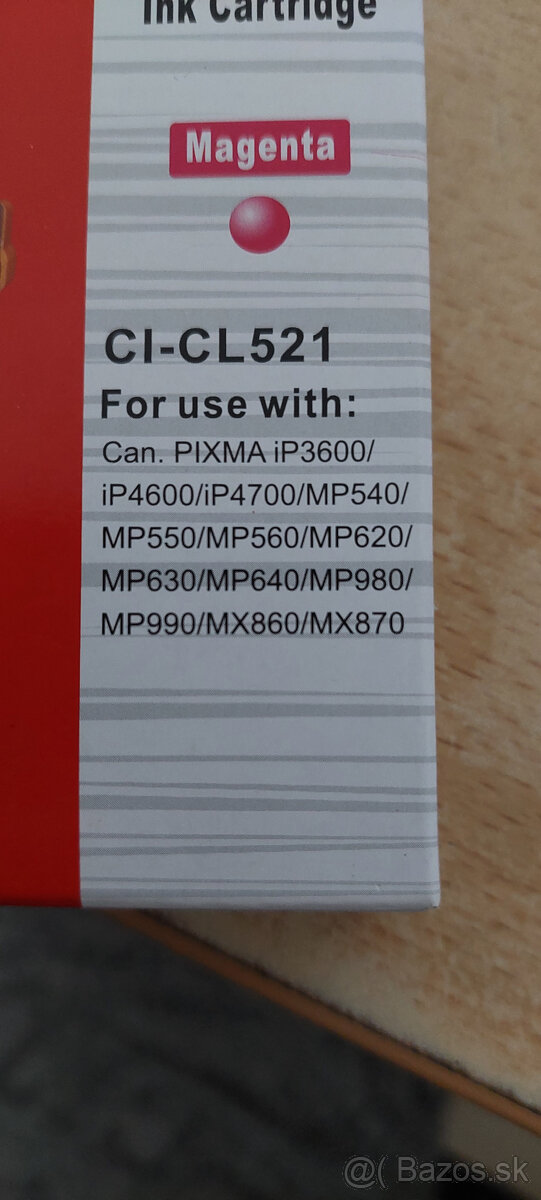 Ink Cartridge
Magenta
CI-CL521
For use with:
Can. PIXMA iP3600/
iP4600/iP4700/MP540/
MP550/MP560/MP620/
MP630/MP640/MP980/
MP990/MX860/MX870
@( Bazos.sk